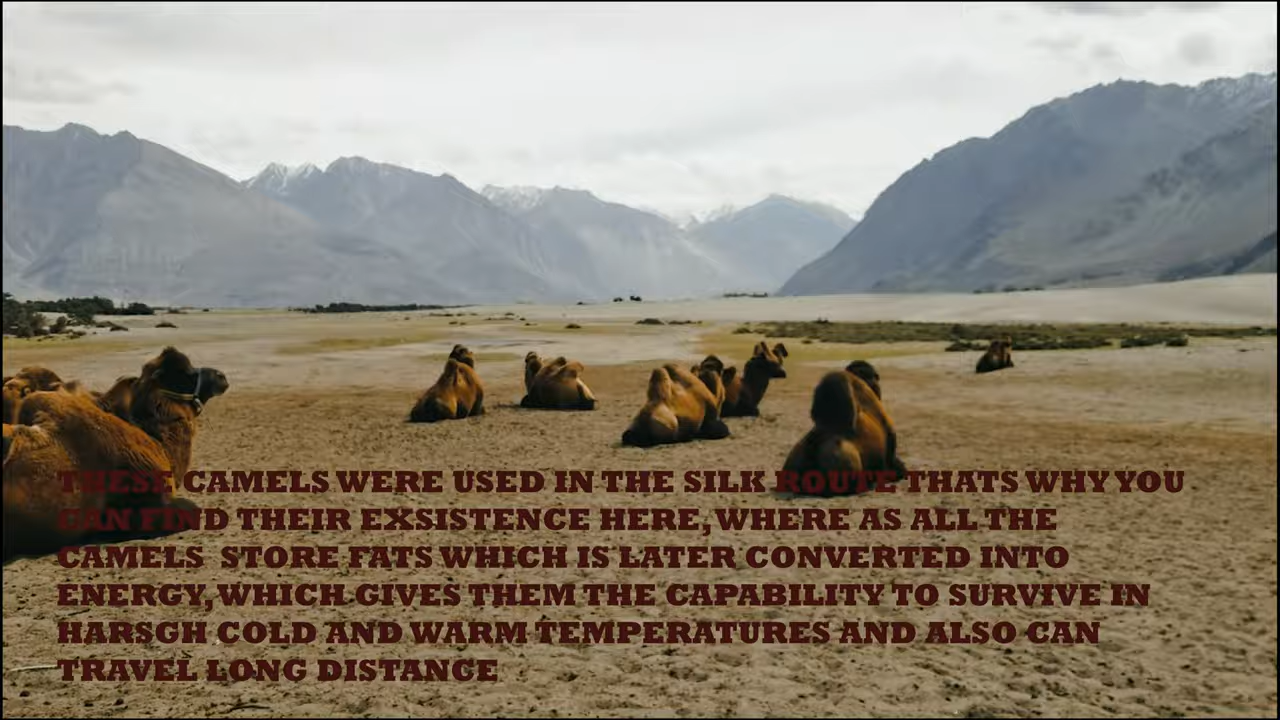 THESE CAMELS WERE USED IN THE SILK ROUTE THATS WHY YOU
CAN FIND THEIR EXSISTENCE HERE, WHERE AS ALL THE
CAMELS STORE FATS WHICH IS LATER CONVERTED INTO
ENERGY, WHICH GIVES THEM THE CAPABILITY TO SURVIVE IN
HARSGH COLD AND WARM TEMPERATURES AND ALSO CAN
TRAVEL LONG DISTANCE